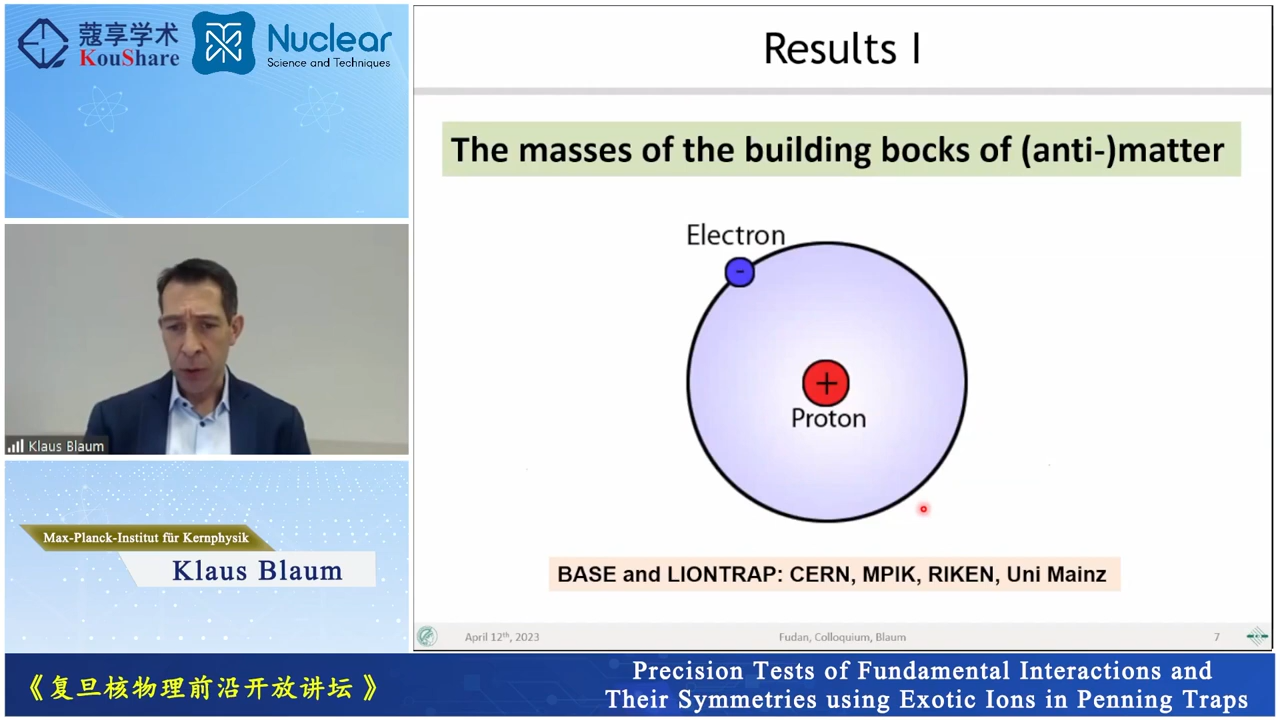 蔻享学术
KouShare
Nuclear
Science and Techniques
Klaus Blaum
Max-Planck-Institut für Kernphysik
Klaus Blaum
Results I
The masses of the building bocks of (anti-)matter
Electron
-
+
Proton
BASE and LIONTRAP: CERN, MPIK, RIKEN, Uni Mainz
April 12th, 2023
Fudan, Colloquium, Blaum
7
《复旦核物理前沿开放讲坛》
Precision Tests of Fundamental Interactions and
Their Symmetries using Exotic Ions in Penning Traps